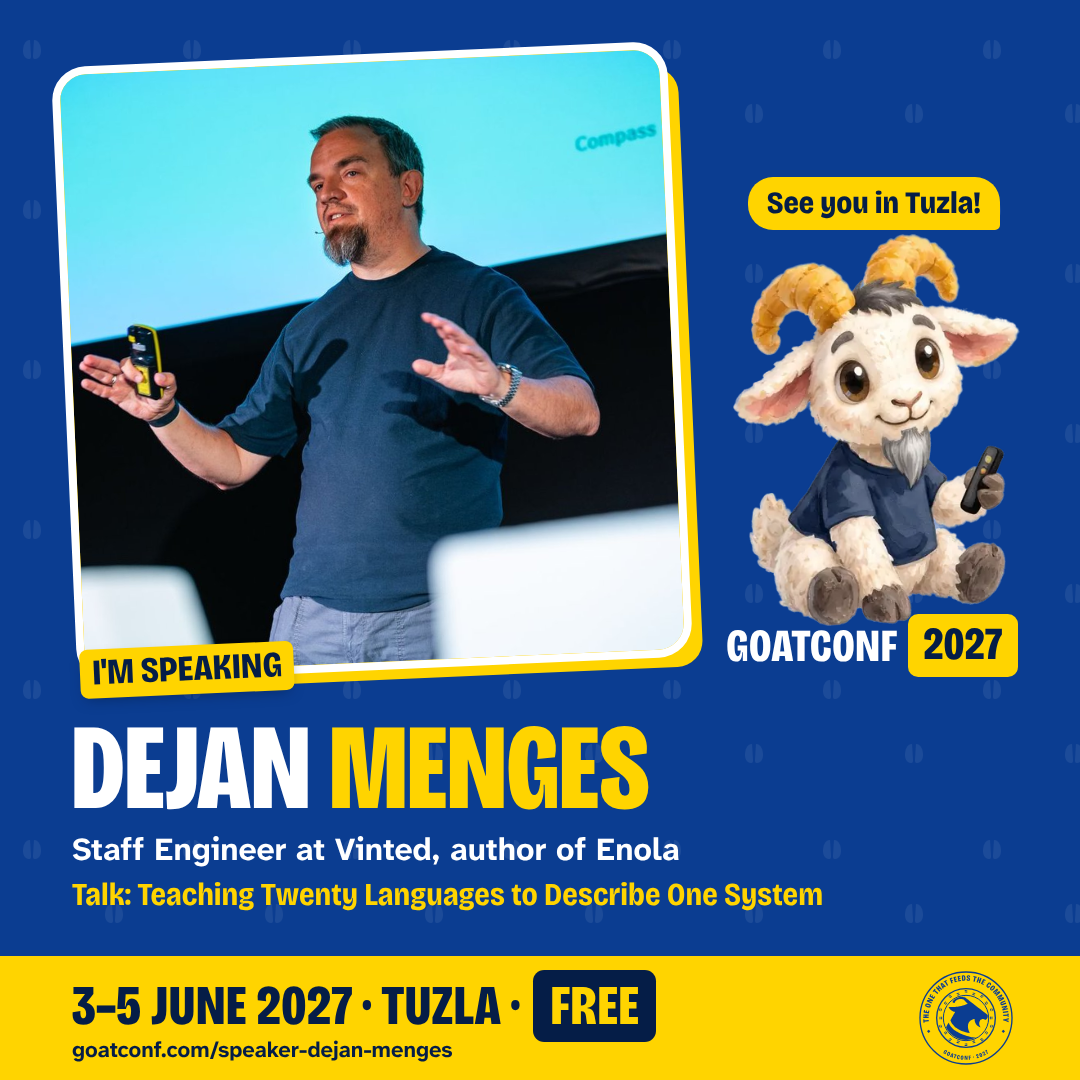 Compass
See you in Tuzla!
I'M SPEAKING
GOATCONF 2027
DEJAN MENGES
Staff Engineer at Vinted, author of Enola
Talk: Teaching Twenty Languages to Describe One System
3–5 JUNE 2027 · TUZLA · FREE
goatconf.com/speaker-dejan-menges
THE ONE THAT FEEDS THE COMMUNITY
GOATCONF · 2027